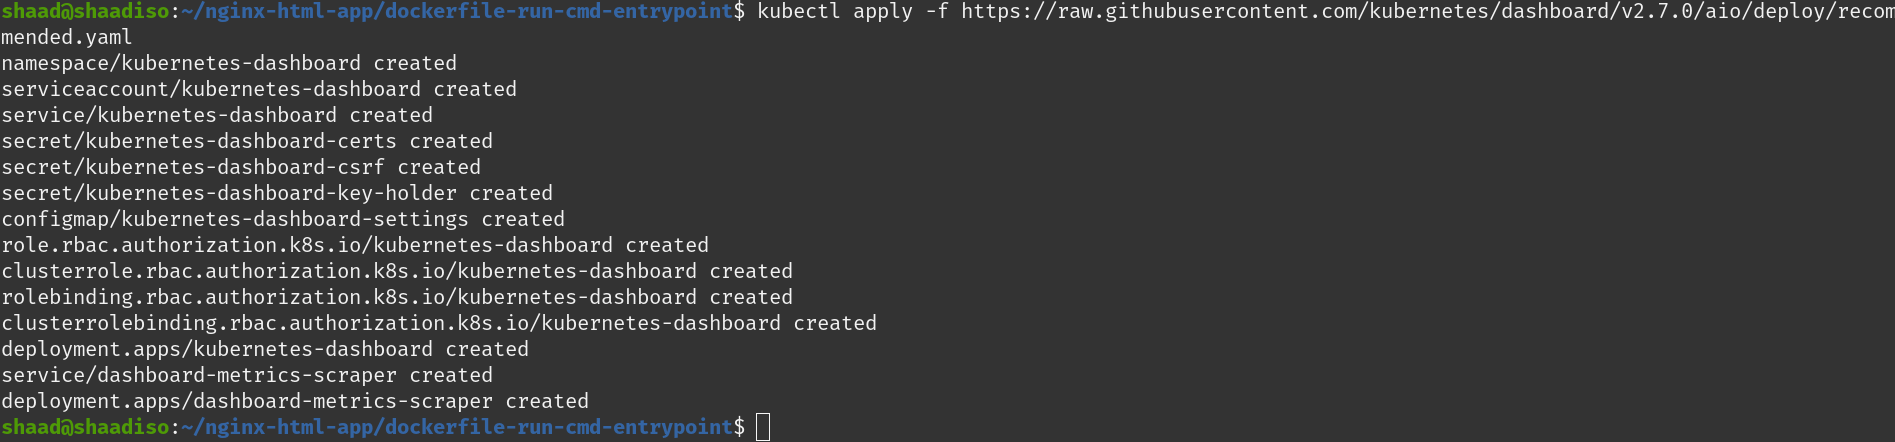 shaad@shaadiso:~/nginx-html-app/dockerfile-run-cmd-entrypoint$ kubectl apply -f https://raw.githubusercontent.com/kubernetes/dashboard/v2.7.0/aio/deploy/recom
mended.yaml
namespace/kubernetes-dashboard created
serviceaccount/kubernetes-dashboard created
service/kubernetes-dashboard created
secret/kubernetes-dashboard-certs created
secret/kubernetes-dashboard-csrf created
secret/kubernetes-dashboard-key-holder created
configmap/kubernetes-dashboard-settings created
role.rbac.authorization.k8s.io/kubernetes-dashboard created
clusterrole.rbac.authorization.k8s.io/kubernetes-dashboard created
rolebinding.rbac.authorization.k8s.io/kubernetes-dashboard created
clusterrolebinding.rbac.authorization.k8s.io/kubernetes-dashboard created
deployment.apps/kubernetes-dashboard created
service/dashboard-metrics-scraper created
deployment.apps/dashboard-metrics-scraper created
shaad@shaadiso:~/nginx-html-app/dockerfile-run-cmd-entrypoint$